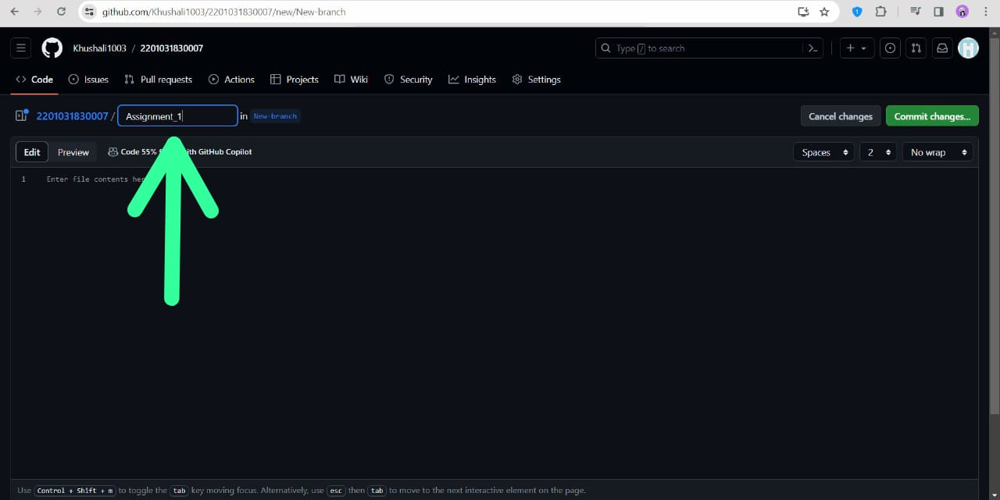 github.com/Khushali1003/2201031830007/new/New-branch
Khushali1003 / 2201031830007
Type / to search
Code Issues Pull requests Actions Projects Wiki Security Insights Settings
2201031830007 / Assignment_1 in New-branch Cancel changes Commit changes...
Edit Preview Code 55% with GitHub Copilot Spaces 2 No wrap
1 Enter file contents
Use Control + Shift + m to toggle the tab key moving focus. Alternatively, use esc then tab to move to the next interactive element on the page.